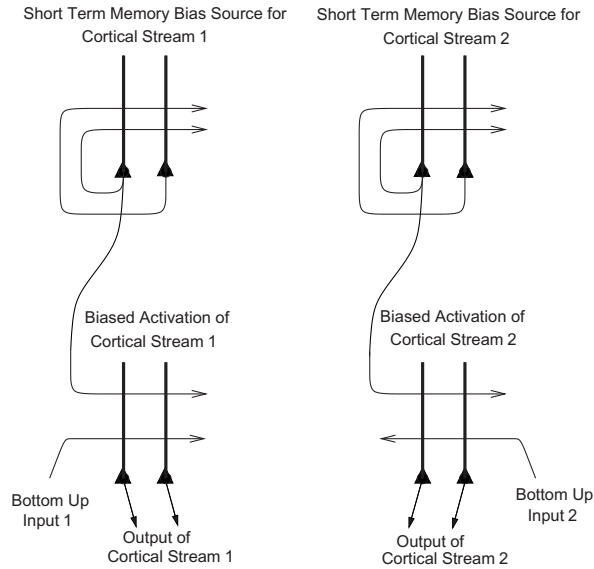 Short Term Memory Bias Source for
Cortical Stream 1
Short Term Memory Bias Source for
Cortical Stream 2
Biased Activation of
Cortical Stream 1
Biased Activation of
Cortical Stream 2
Bottom Up
Input 1
Output of
Cortical Stream 1
Output of
Cortical Stream 2
Bottom Up
Input 2